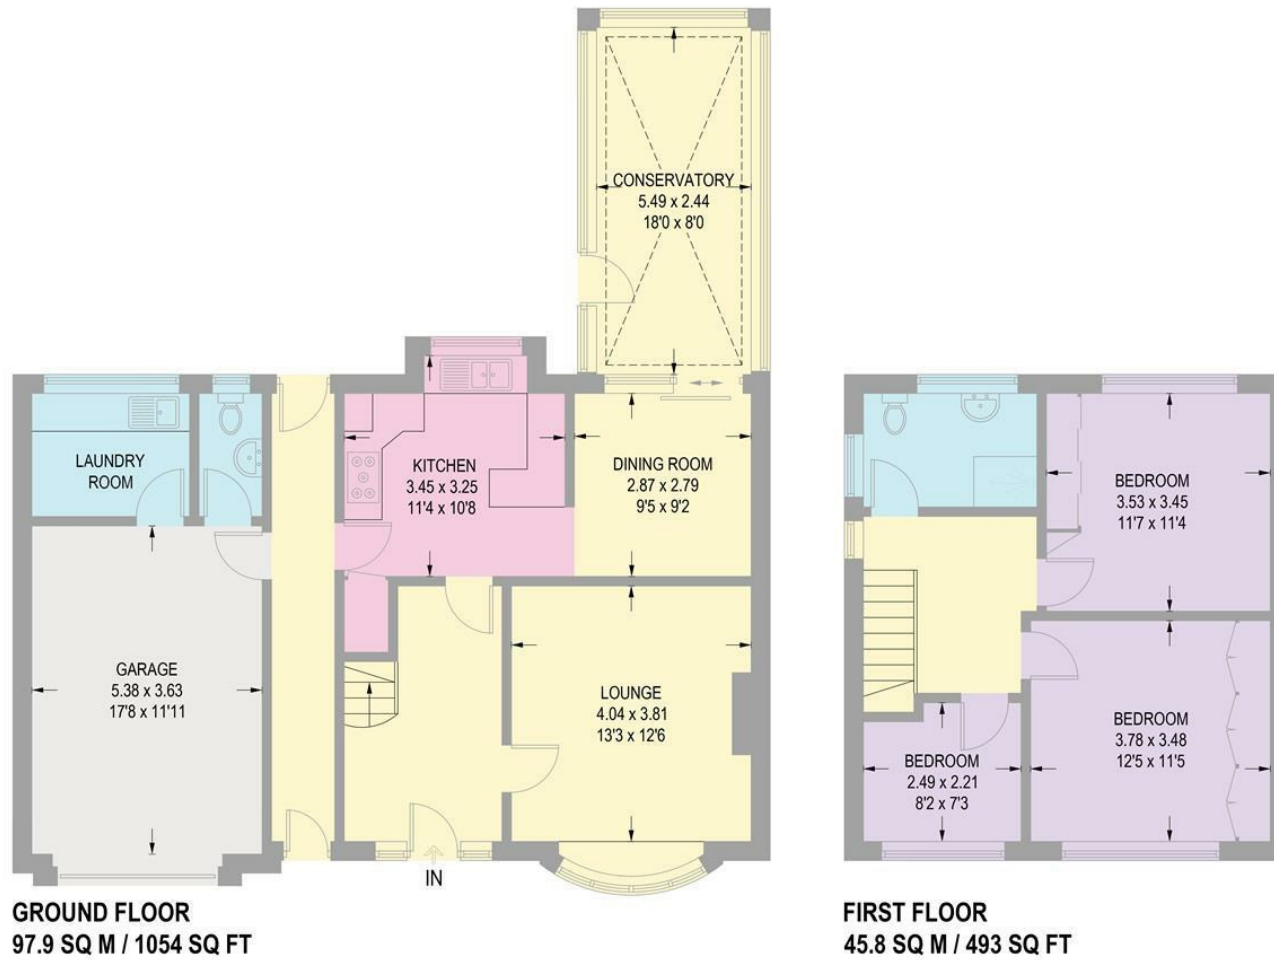 CONSERVATORY
5.49 x 2.44
18'0 x 8'0
LAUNDRY
ROOM
KITCHEN
3.45 x 3.25
11'4 x 10'8
DINING ROOM
2.87 x 2.79
9'5 x 9'2
GARAGE
5.38 x 3.63
17'8 x 11'11
LOUNGE
4.04 x 3.81
13'3 x 12'6
IN
GROUND FLOOR
97.9 SQ M / 1054 SQ FT
BEDROOM
3.53 x 3.45
11'7 x 11'4
BEDROOM
3.78 x 3.48
12'5 x 11'5
BEDROOM
2.49 x 2.21
8'2 x 7'3
FIRST FLOOR
45.8 SQ M / 493 SQ FT